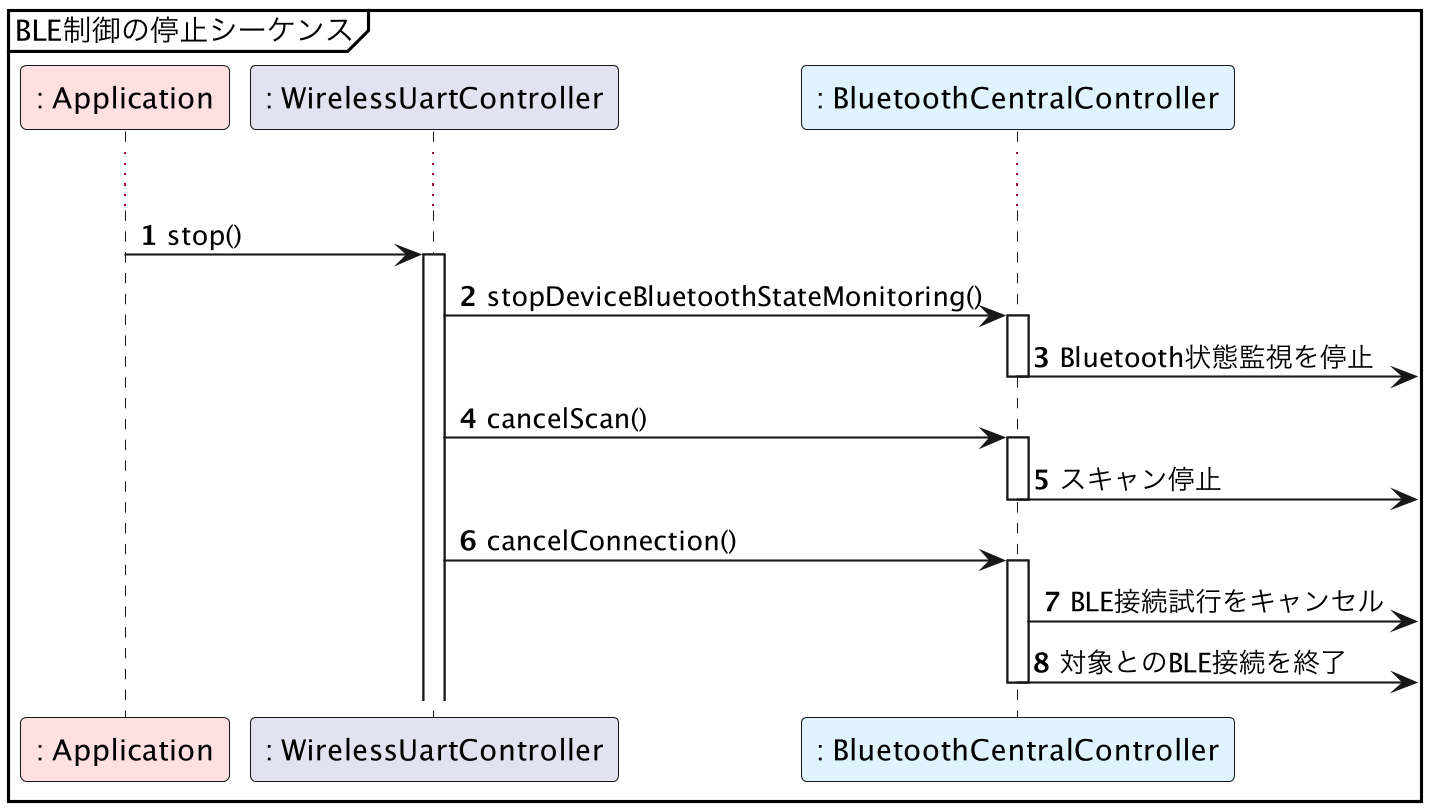 BLE制御の停止シーケンス
: Application
: WirelessUartController
: BluetoothCentralController
1 stop()
2 stopDeviceBluetoothStateMonitoring()
3 Bluetooth状態監視を停止
4 cancelScan()
5 スキャン停止
6 cancelConnection()
7 BLE接続試行をキャンセル
8 対象とのBLE接続を終了
: Application
: WirelessUartController
: BluetoothCentralController